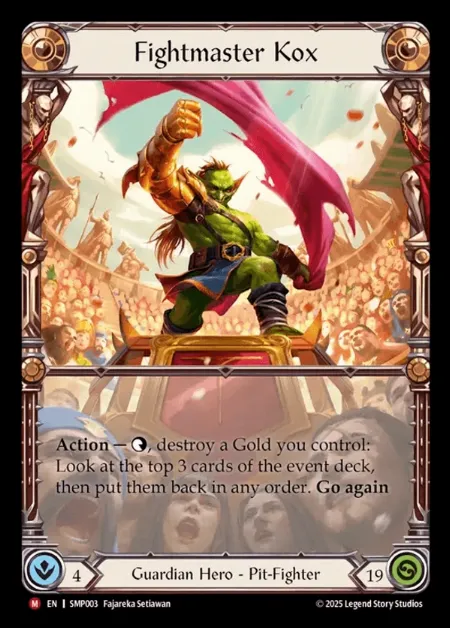 Fightmaster Kox
Action — , destroy a Gold you control:
Look at the top 3 cards of the event deck,
then put them back in any order. Go again
4 Guardian Hero - Pit-Fighter 19
M EN | SMP003 Fajareka Setiawan © 2025 Legend Story Studios